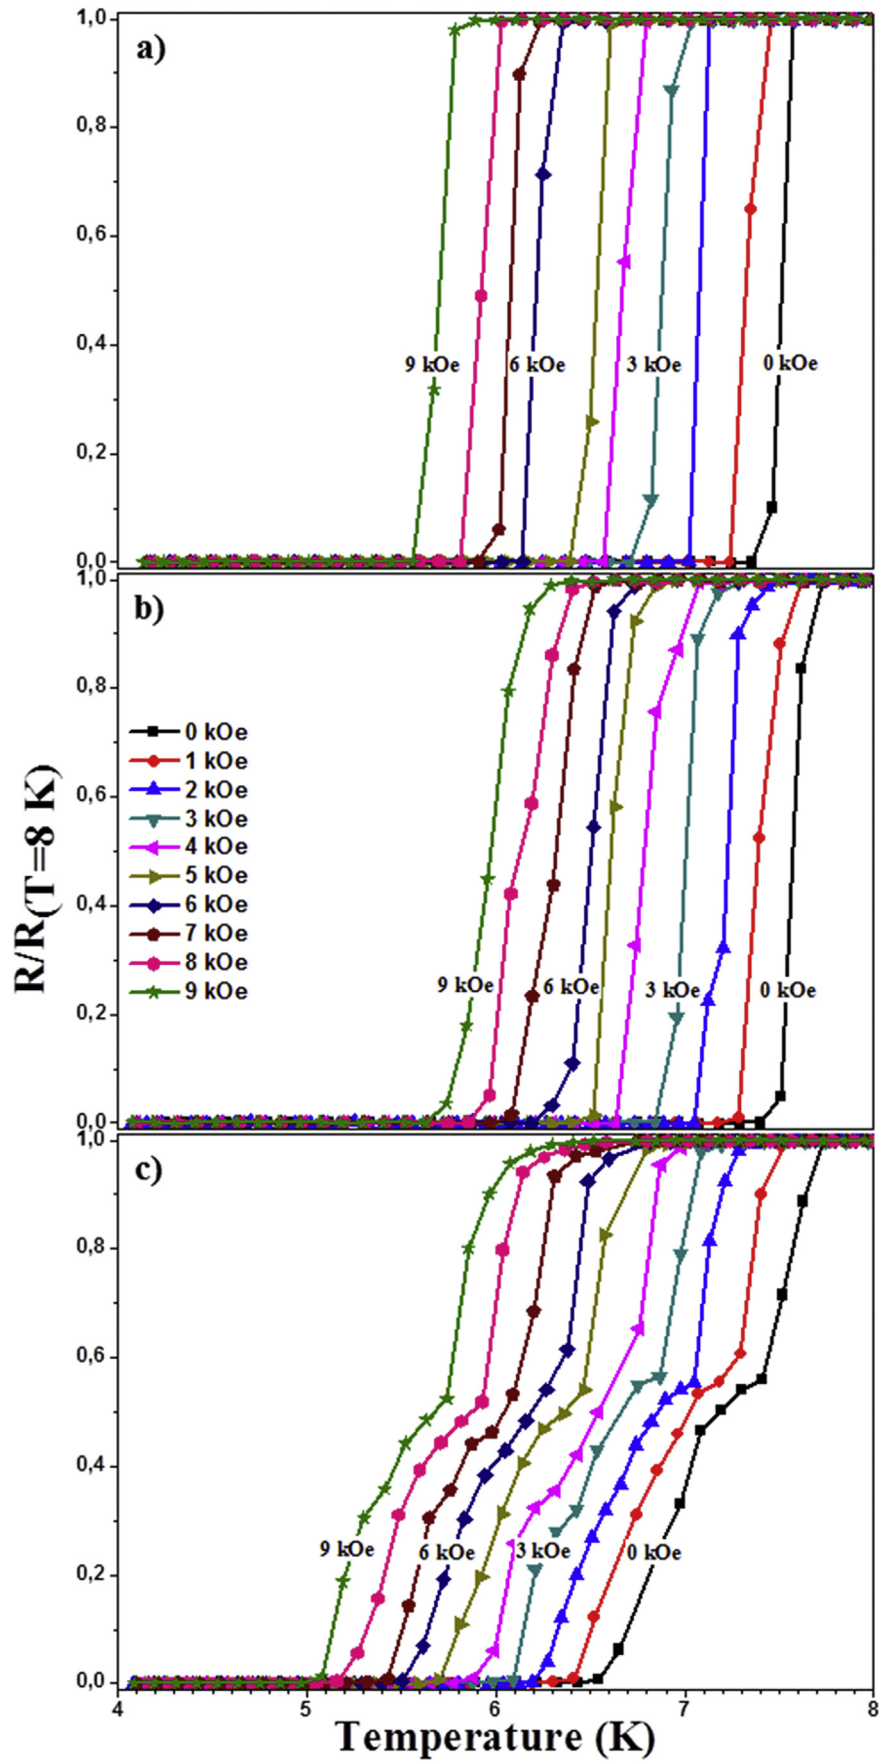 1,0
a)
0,8
0,6
0,4
9 kOe 6 kOe 3 kOe 0 kOe
0,2
0,0
1,0
b)
0,8
0 kOe
1 kOe
2 kOe
3 kOe
4 kOe
5 kOe
6 kOe
7 kOe
8 kOe
9 kOe
0,6
0,4
9 kOe 6 kOe 3 kOe 0 kOe
0,2
0,0
R/R(T=8 K)
1,0
c)
0,8
0,6
0,4
9 kOe 6 kOe 3 kOe 0 kOe
0,2
0,0
4 5 6 7 8
Temperature (K)